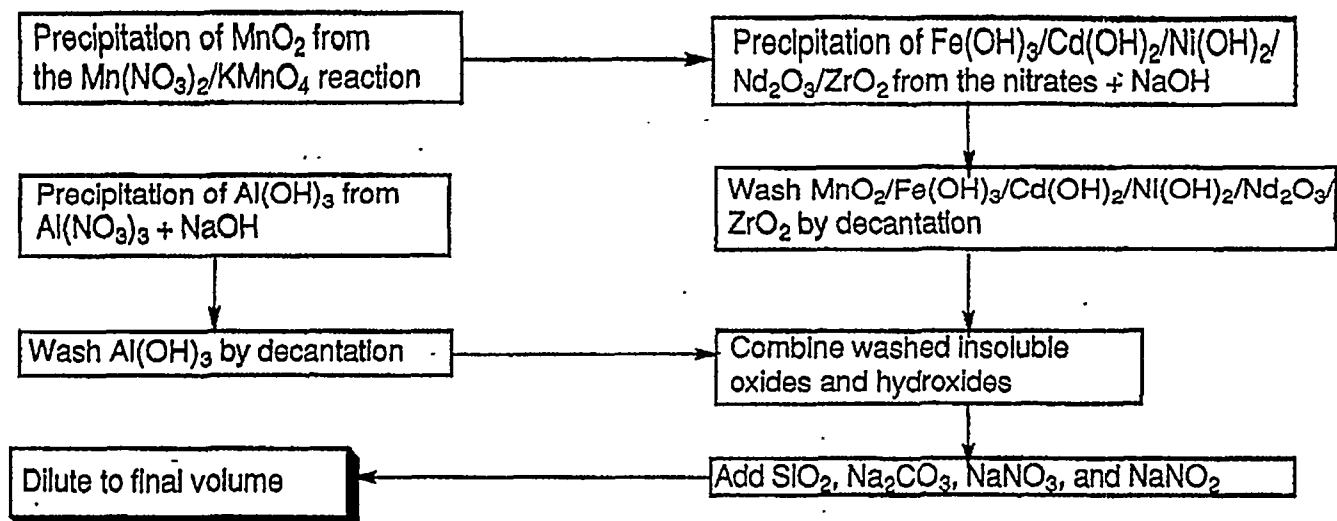 Precipitation of MnO₂ from
the Mn(NO₃)₂/KMnO₄ reaction
Precipitation of Fe(OH)₃/Cd(OH)₂/Ni(OH)₂/
Nd₂O₃/ZrO₂ from the nitrates + NaOH
Precipitation of Al(OH)₃ from
Al(NO₃)₃ + NaOH
Wash MnO₂/Fe(OH)₃/Cd(OH)₂/Ni(OH)₂/Nd₂O₃/
ZrO₂ by decantation
Wash Al(OH)₃ by decantation
Combine washed insoluble
oxides and hydroxides
Add SiO₂, Na₂CO₃, NaNO₃, and NaNO₂
Dilute to final volume